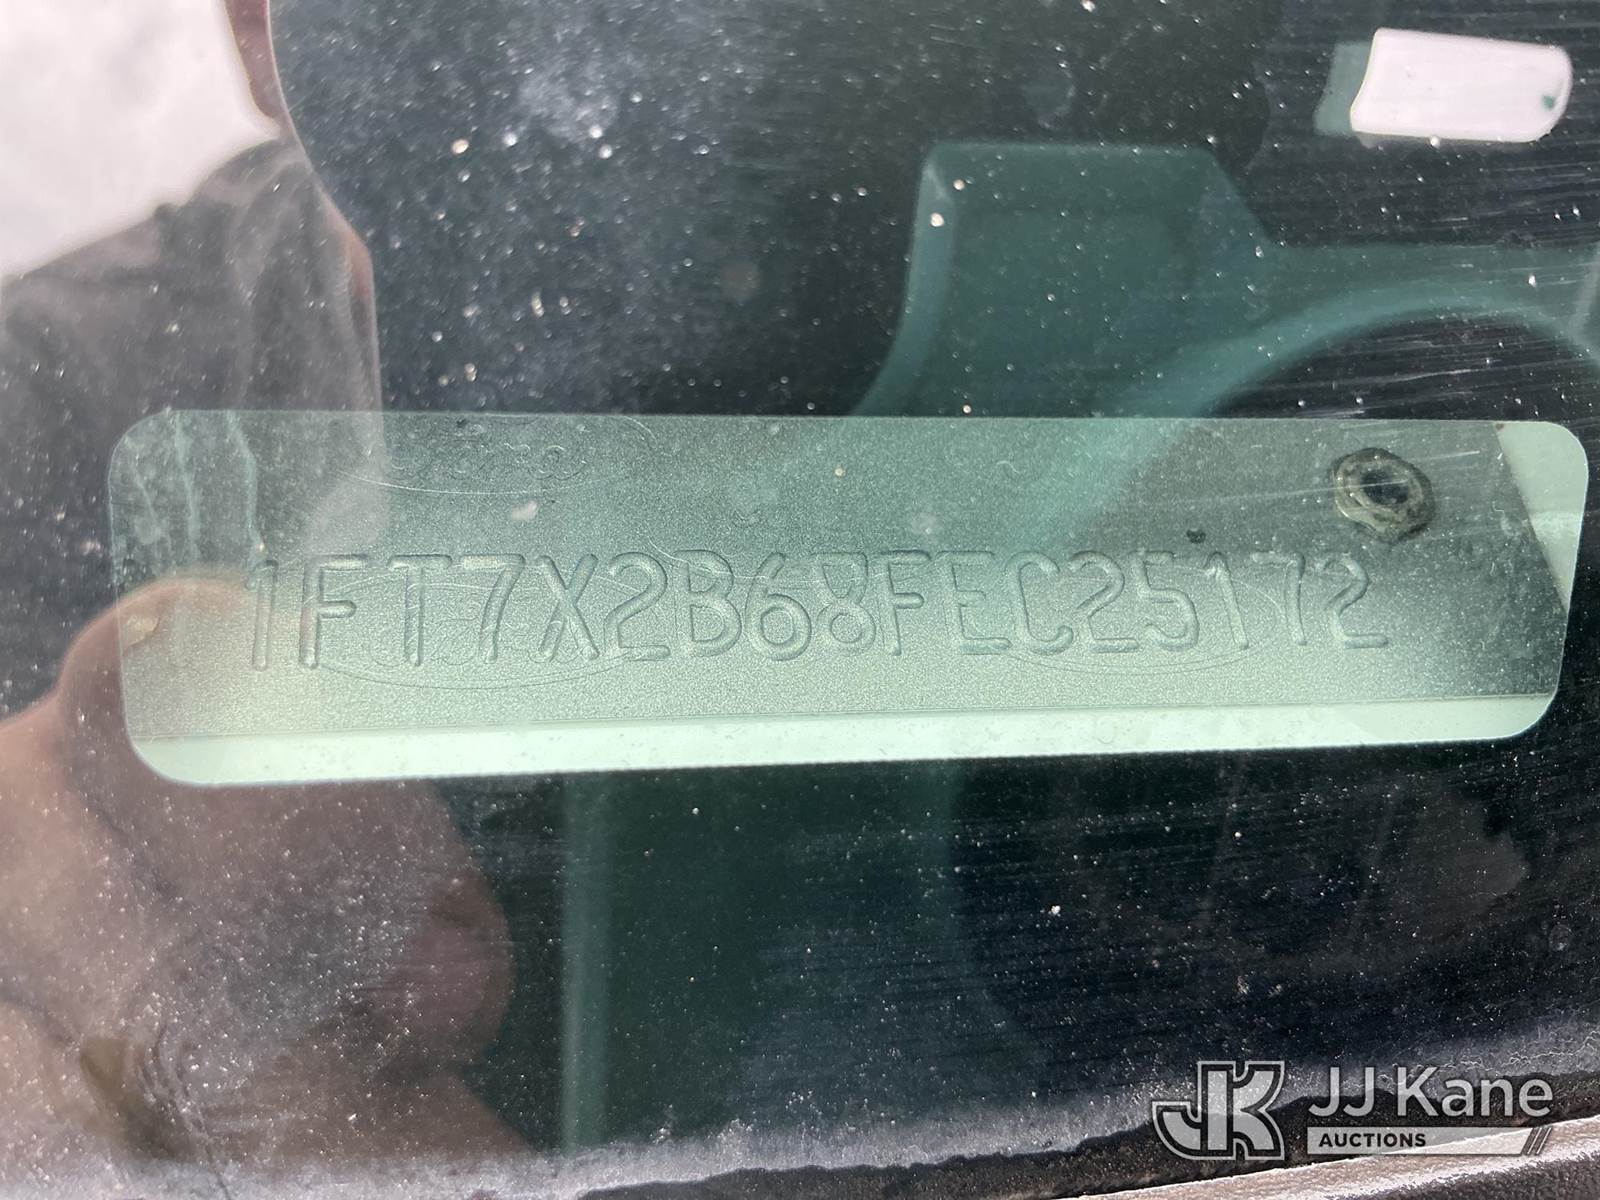 1FT7X2B68FEC25172
JJ Kane
AUCTIONS